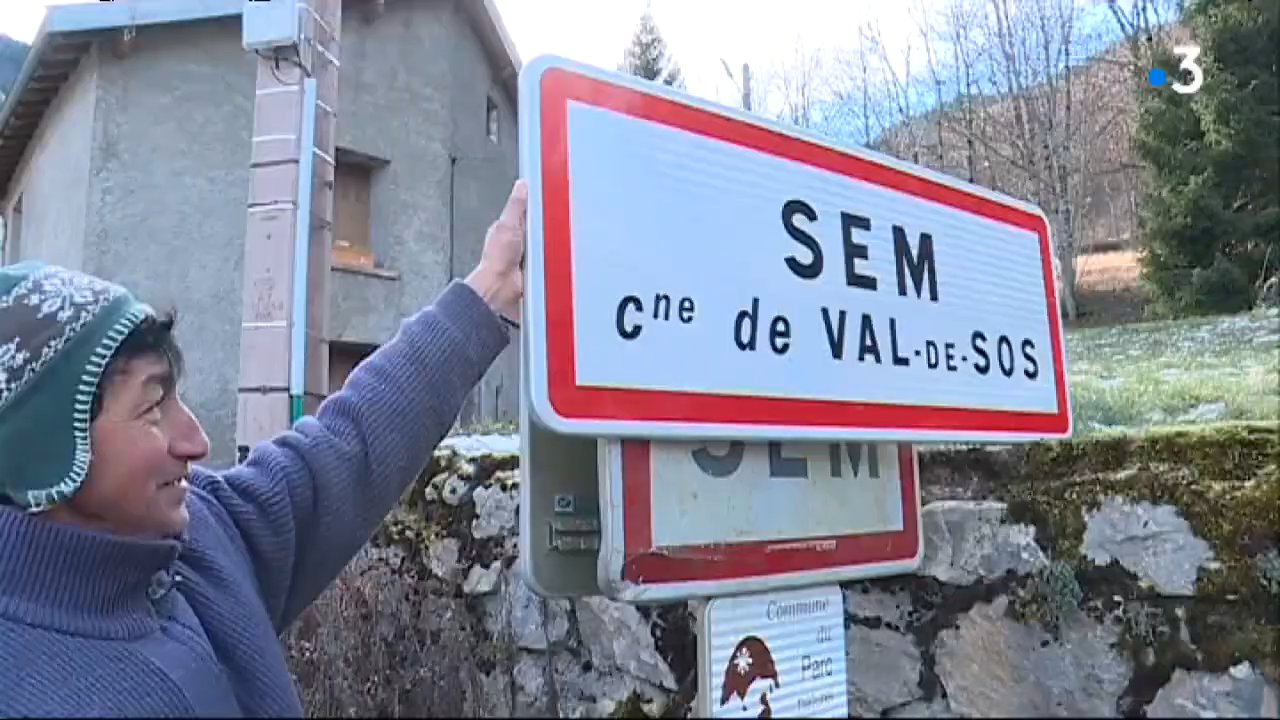 3
SEM
Cⁿᵉ de VAL-DE-SOS
SEM
Commune
du
Parc